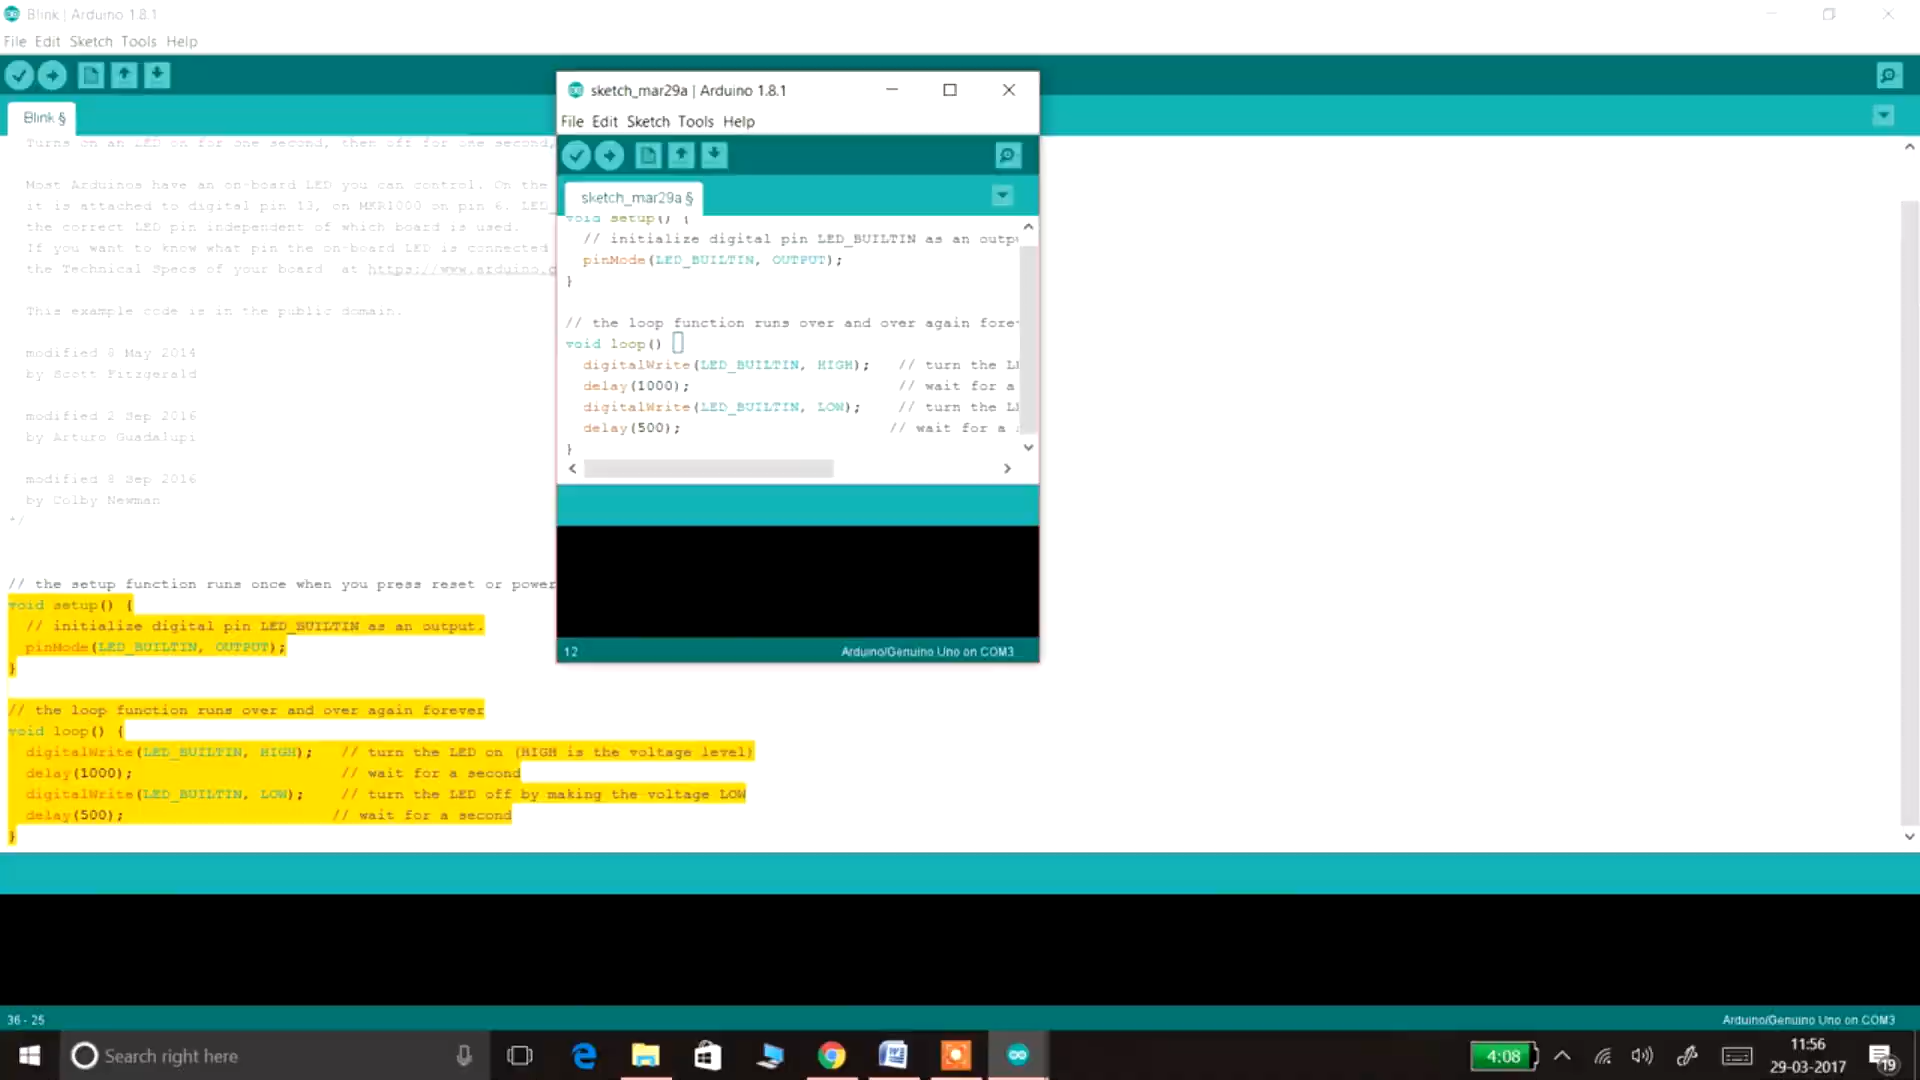 Blink | Arduino 1.8.1
File Edit Sketch Tools Help
Blink §
Turns on an LED on for one second, then off for one second,
Most Arduinos have an on-board LED you can control. On the
it is attached to digital pin 13, on MKR1000 on pin 6. LED_
the correct LED pin independent of which board is used.
If you want to know what pin the on-board LED is connected
the Technical Specs of your board at https://www.arduino.c
This example code is in the public domain.
modified 8 May 2014
by Scott Fitzgerald
modified 2 Sep 2016
by Arturo Guadalupi
modified 8 Sep 2016
by Colby Newman
*/
// the setup function runs once when you press reset or power
void setup() {
// initialize digital pin LED_BUILTIN as an output.
pinMode(LED_BUILTIN, OUTPUT);
}
// the loop function runs over and over again forever
void loop() {
digitalWrite(LED_BUILTIN, HIGH); // turn the LED on (HIGH is the voltage level)
delay(1000); // wait for a second
digitalWrite(LED_BUILTIN, LOW); // turn the LED off by making the voltage LOW
delay(500); // wait for a second
}
sketch_mar29a | Arduino 1.8.1
File Edit Sketch Tools Help
sketch_mar29a §
void setup() {
// initialize digital pin LED_BUILTIN as an outp
pinMode(LED_BUILTIN, OUTPUT);
}
// the loop function runs over and over again fore
void loop() {
digitalWrite(LED_BUILTIN, HIGH); // turn the L
delay(1000); // wait for a
digitalWrite(LED_BUILTIN, LOW); // turn the L
delay(500); // wait for a
}
12
Arduino/Genuino Uno on COM3
36 - 25
Arduino/Genuino Uno on COM3
Search right here
4:08
11:56
29-03-2017
19